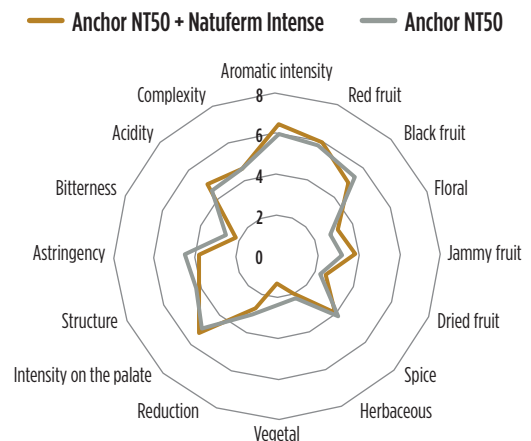 Anchor NT50 + Natuferm Intense
Anchor NT50
Aromatic intensity
Red fruit
Black fruit
Floral
Jammy fruit
Dried fruit
Spice
Herbaceous
Vegetal
Reduction
Intensity on the palate
Structure
Astringency
Bitterness
Acidity
Complexity
8
6
4
2
0